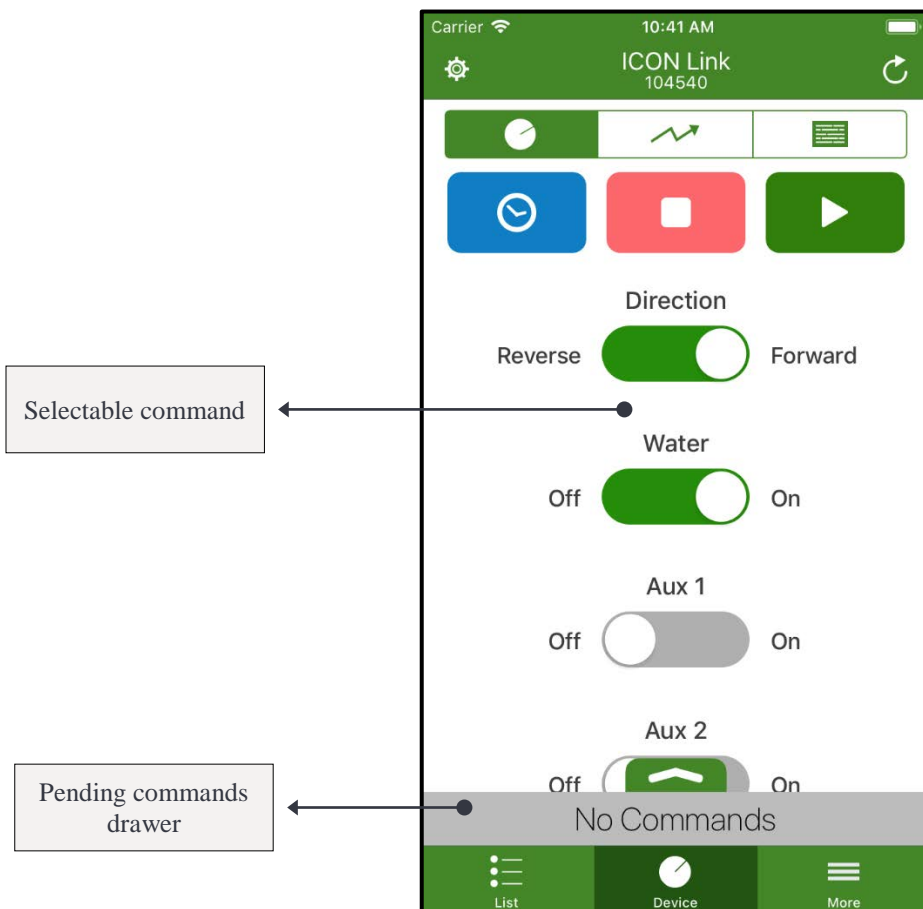 Carrier
10:41 AM
ICON Link
104540
Direction
Reverse
Forward
Selectable command
Water
Off
On
Aux 1
Off
On
Aux 2
Off
On
Pending commands
drawer
No Commands
List
Device
More